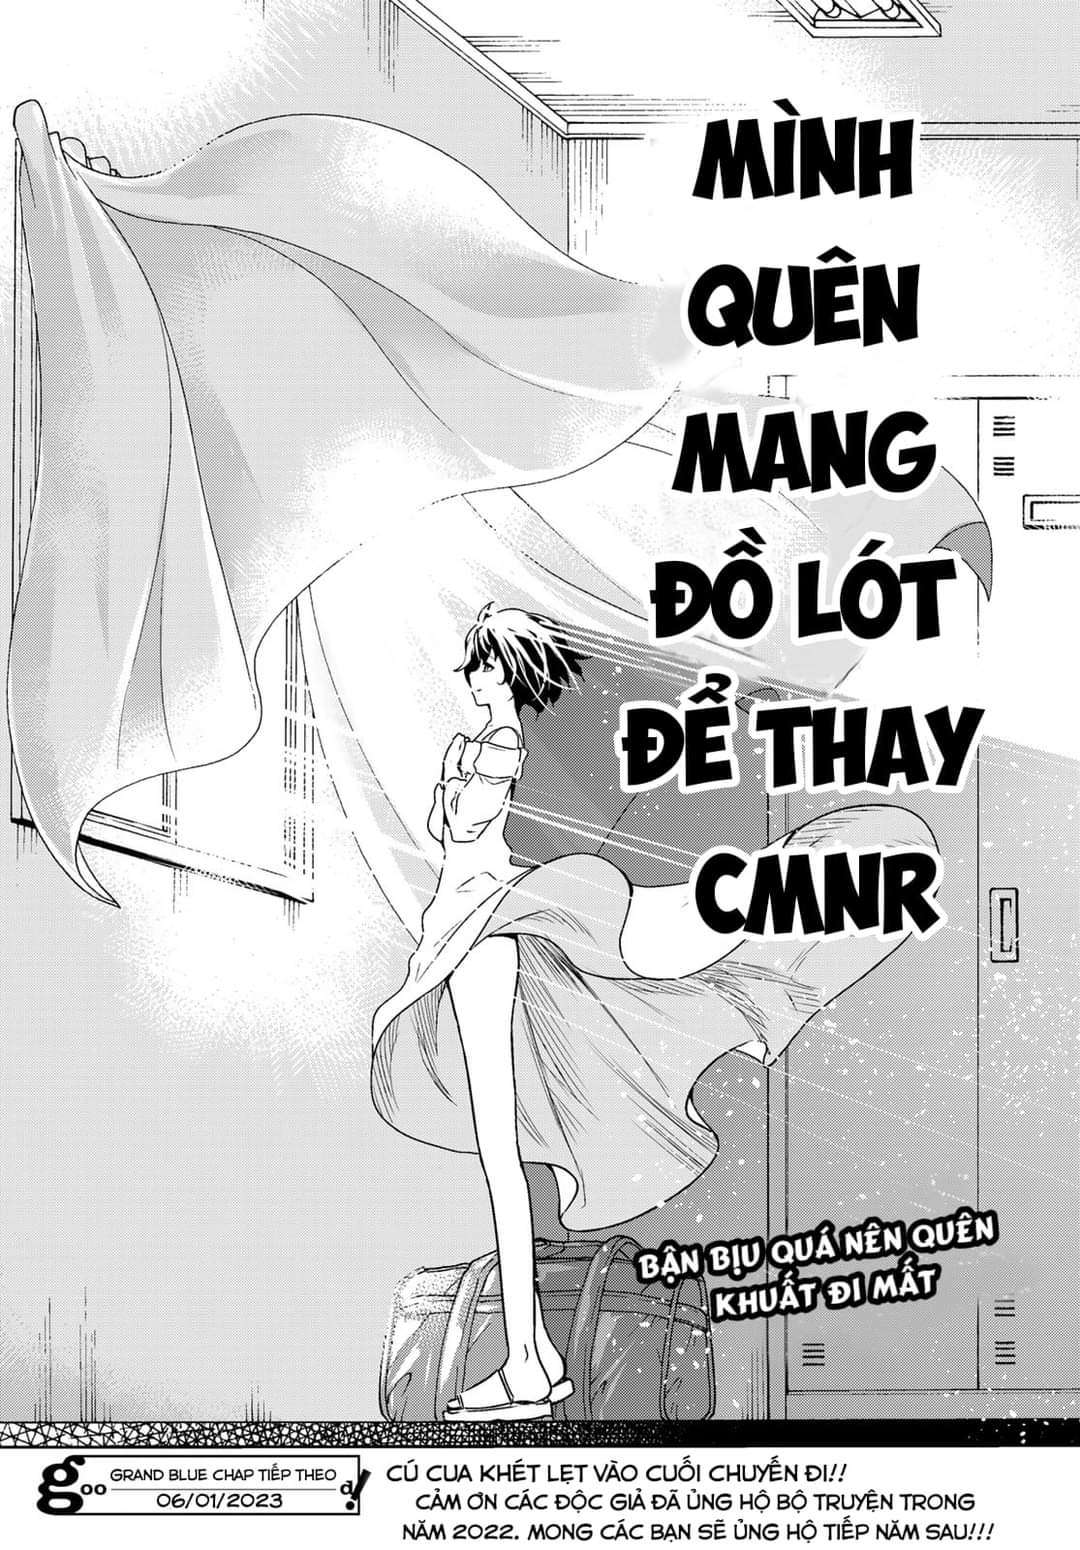 MÌNH
QUÊN
MANG
ĐỒ LÓT
ĐỂ THAY
CMNR
BẬN BỊU QUÁ NÊN QUÊN
KHUẤT ĐI MẤT
good!
GRAND BLUE CHAP TIẾP THEO
06/01/2023
CÚ CUA KHÉT LẸT VÀO CUỐI CHUYẾN ĐI!!
CẢM ƠN CÁC ĐỘC GIẢ ĐÃ ỦNG HỘ BỘ TRUYỆN TRONG
NĂM 2022. MONG CÁC BẠN SẼ ỦNG HỘ TIẾP NĂM SAU!!!